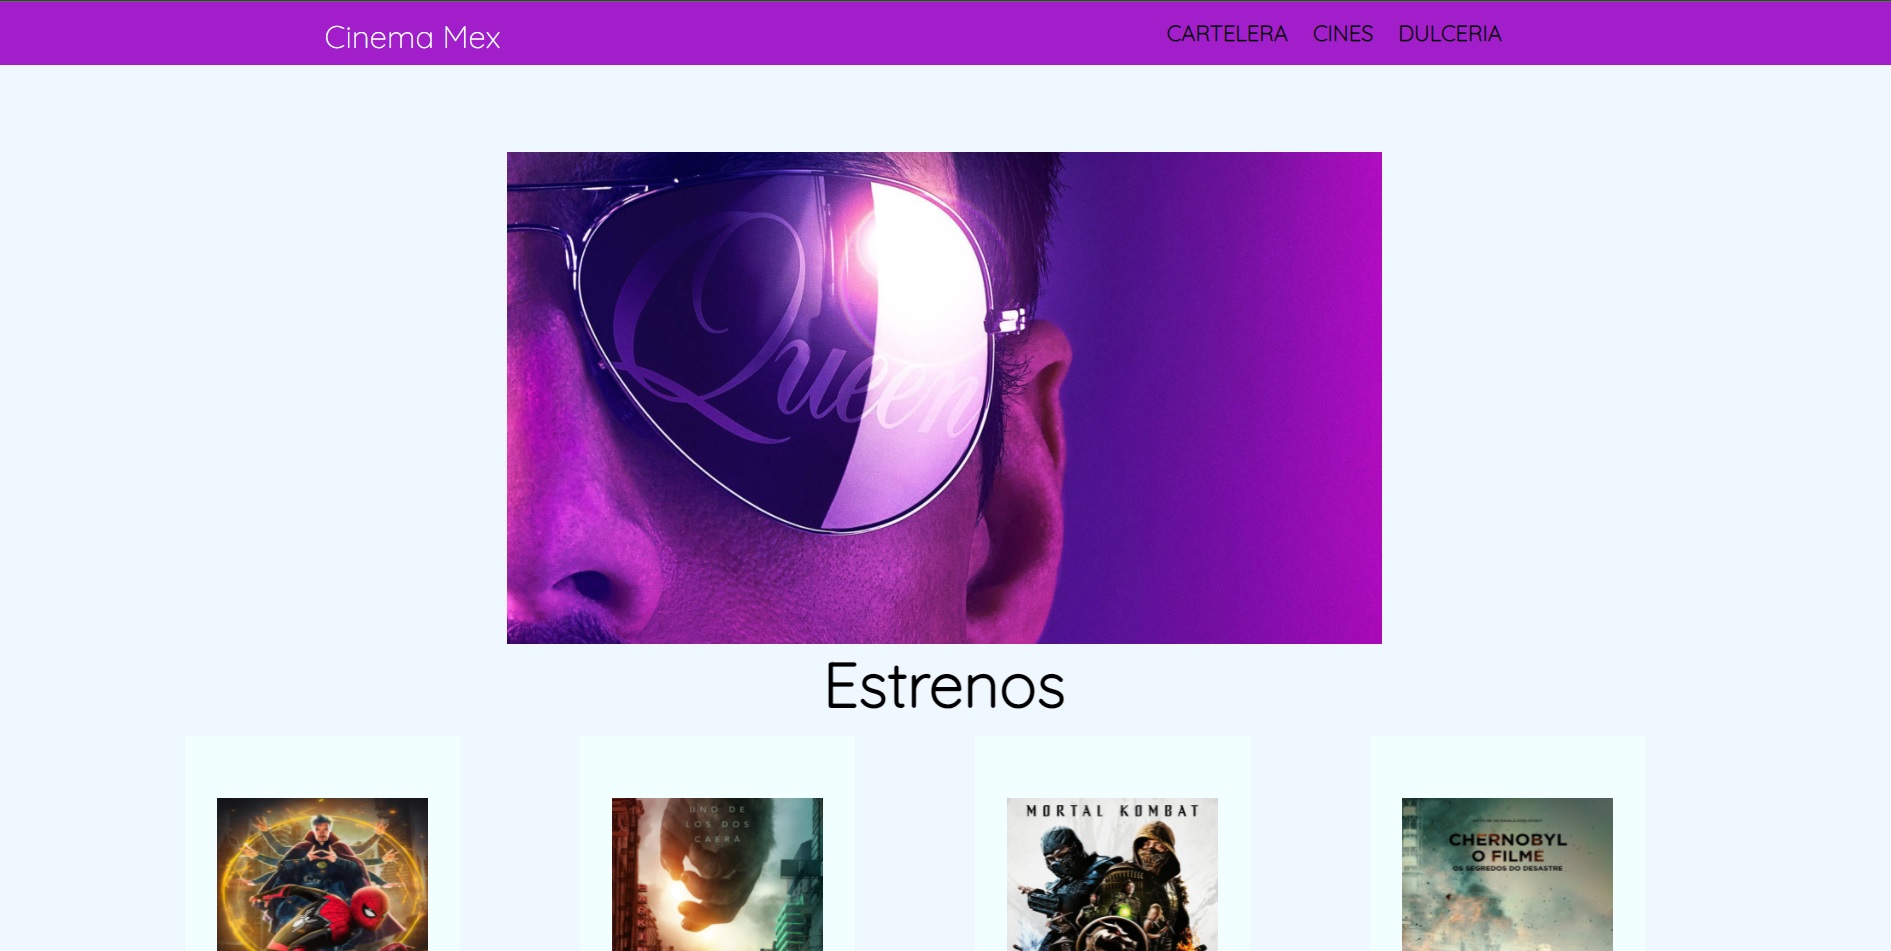 Cinema Mex
CARTELERA CINES DULCERIA
Queen
Estrenos
UNO DE
LOS DOS
CAERÁ
MORTAL KOMBAT
CHERNOBYL
O FILME
OS SEGREDOS DO DESASTRE